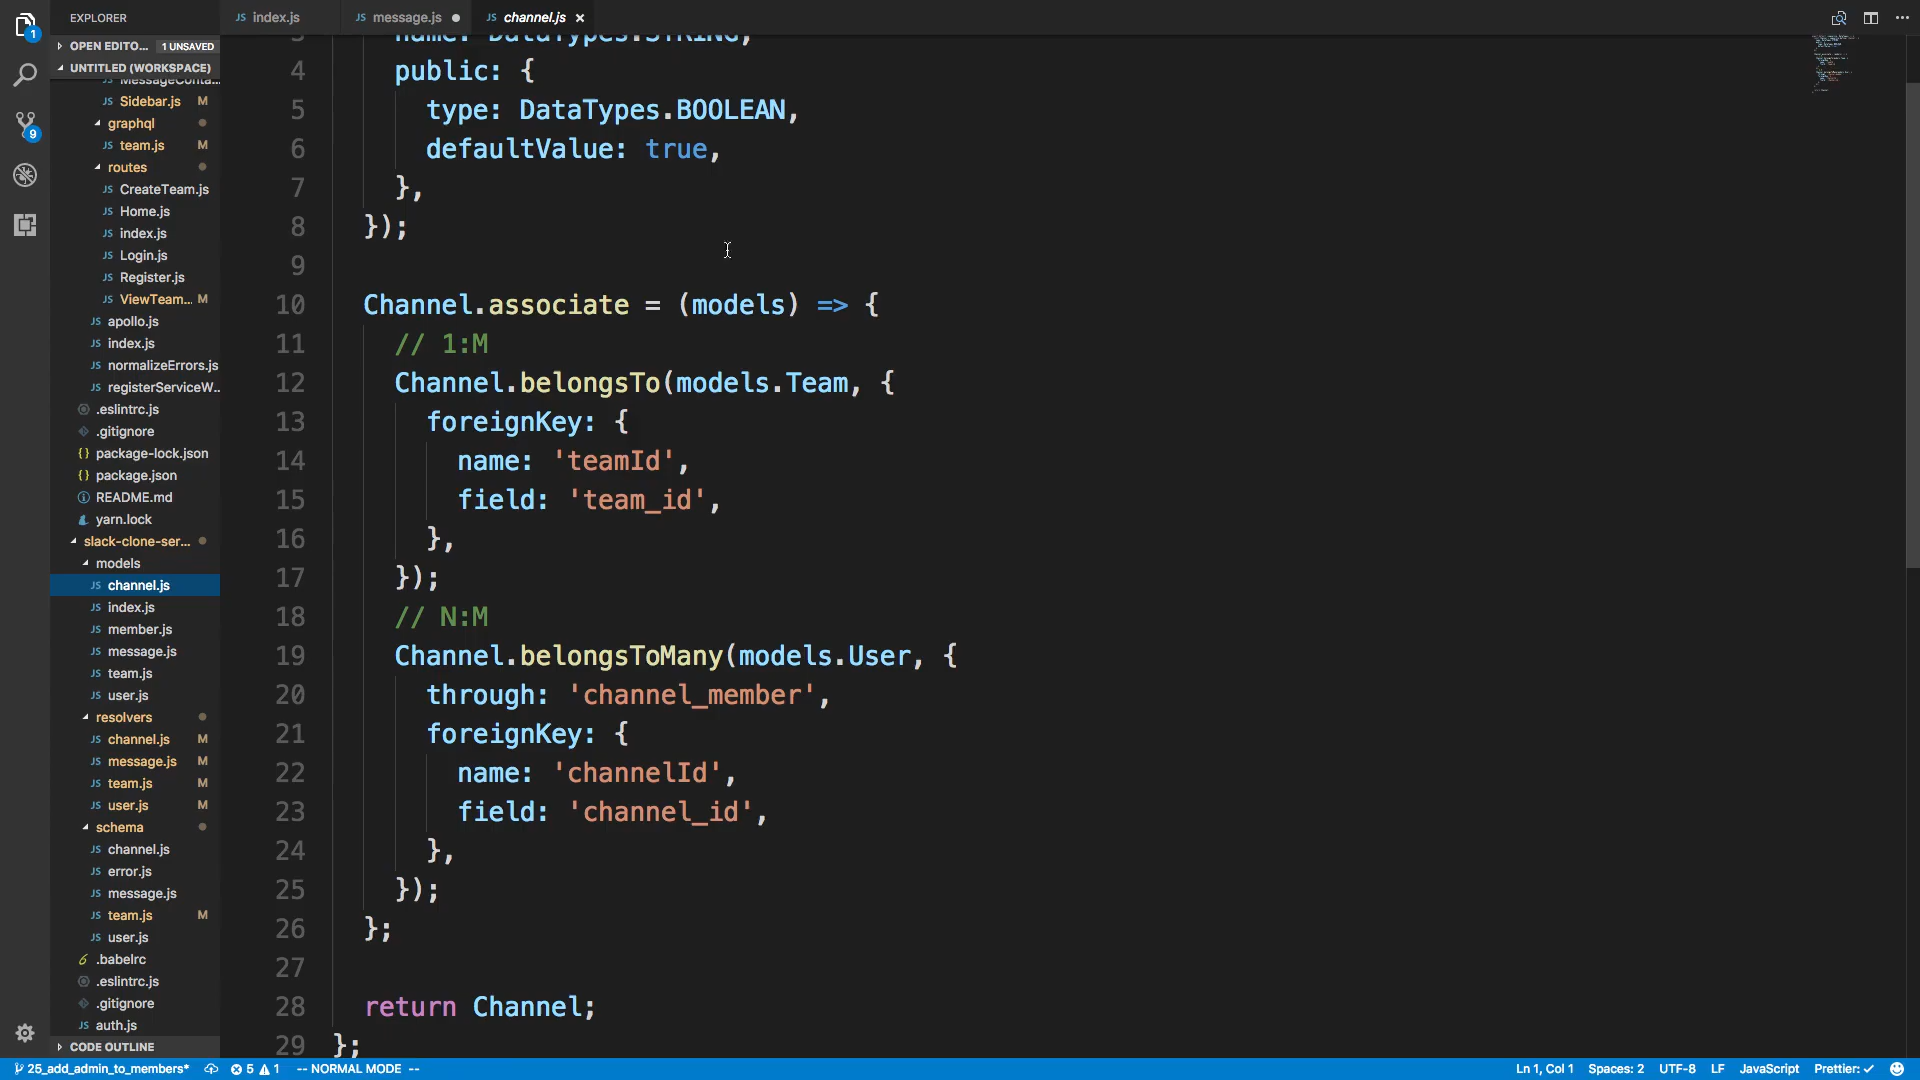 EXPLORER
index.js
message.js
channel.js
OPEN EDITO... 1 UNSAVED
UNTITLED (WORKSPACE)
MessageConta...
Sidebar.js M
graphql
team.js M
routes
CreateTeam.js
Home.js
index.js
Login.js
Register.js
ViewTeam... M
apollo.js
index.js
normalizeErrors.js
registerServiceW...
.eslintrc.js
.gitignore
package-lock.json
package.json
README.md
yarn.lock
slack-clone-ser...
models
channel.js
index.js
member.js
message.js
team.js
user.js
resolvers
channel.js M
message.js M
team.js M
user.js M
schema
channel.js
error.js
message.js
team.js M
user.js
.babelrc
.eslintrc.js
.gitignore
auth.js
CODE OUTLINE
1
9
3 name: DataTypes.STRING,
4 public: {
5 type: DataTypes.BOOLEAN,
6 defaultValue: true,
7 },
8 });
9
10 Channel.associate = (models) => {
11 // 1:M
12 Channel.belongsTo(models.Team, {
13 foreignKey: {
14 name: 'teamId',
15 field: 'team_id',
16 },
17 });
18 // N:M
19 Channel.belongsToMany(models.User, {
20 through: 'channel_member',
21 foreignKey: {
22 name: 'channelId',
23 field: 'channel_id',
24 },
25 });
26 };
27
28 return Channel;
29 };
25_add_admin_to_members* 5 1 -- NORMAL MODE -- Ln 1, Col 1 Spaces: 2 UTF-8 LF JavaScript Prettier: ✓